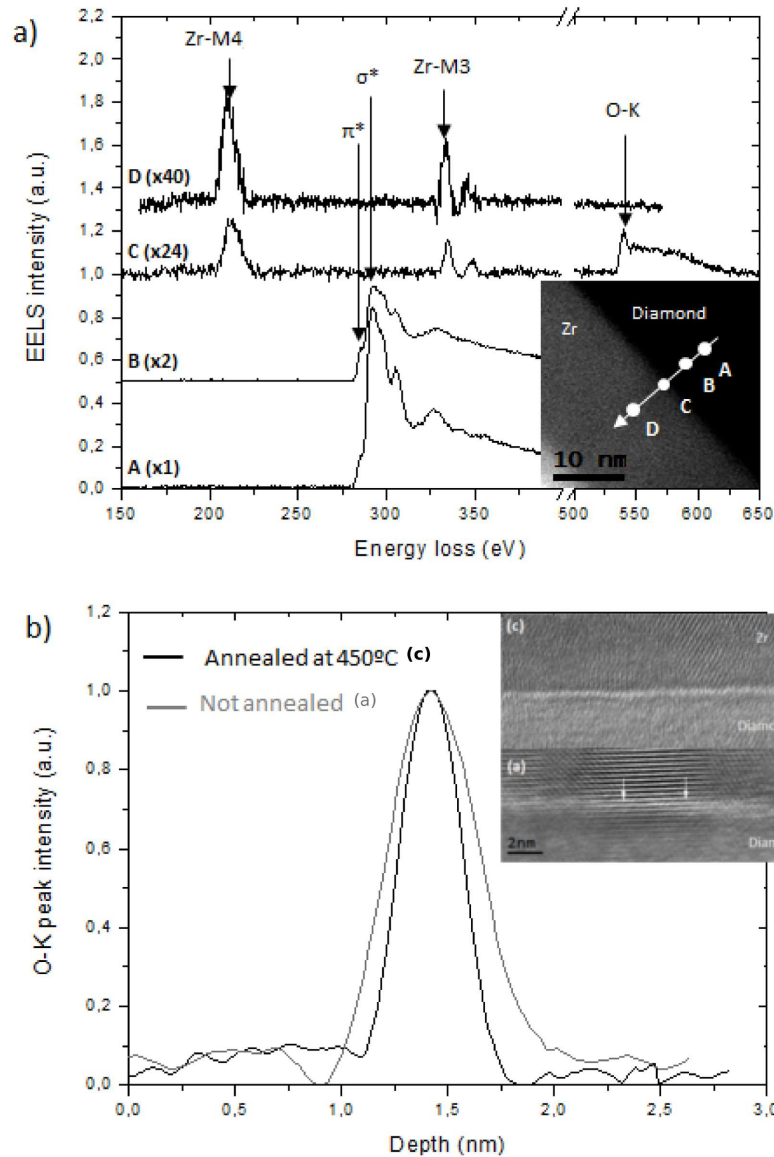 a)
2,2
2,0
1,8
1,6
1,4
1,2
1,0
0,8
0,6
0,4
0,2
0,0
EELS intensity (a.u.)
Zr-M4
σ*
π*
Zr-M3
O-K
D (x40)
C (x24)
B (x2)
A (x1)
Diamond
Zr
A
B
C
D
10 nm
150 200 250 300 350 500 550 600 650
Energy loss (eV)
b)
1,2
1,0
0,8
0,6
0,4
0,2
0,0
O-K peak intensity (a.u.)
Annealed at 450ºC (c)
Not annealed (a)
(c)
Zr
Diamo
(a)
2nm
Diam
0,0 0,5 1,0 1,5 2,0 2,5 3,0
Depth (nm)